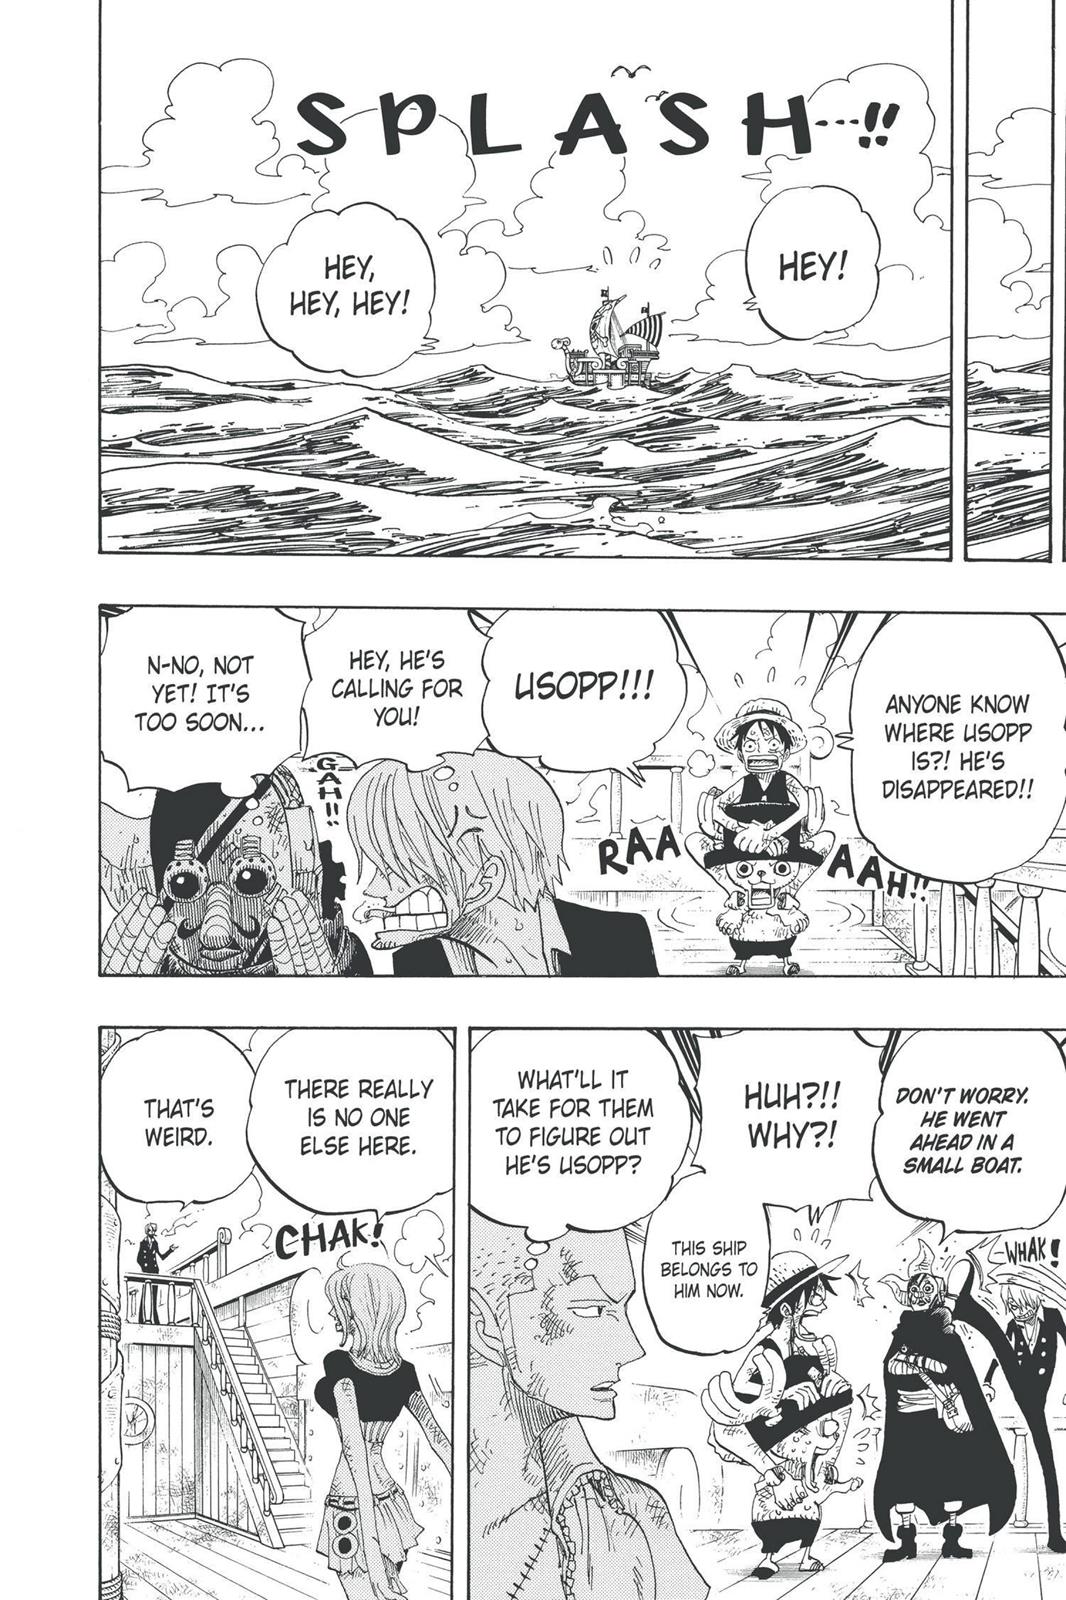 SPLASH...!!
HEY!
HEY,
HEY, HEY!
ANYONE KNOW
WHERE USOPP
IS?! HE'S
DISAPPEARED!!
RAA
AAH!!
USOPP!!!
HEY, HE'S
CALLING FOR
YOU!
GAH!!
N-NO, NOT
YET! IT'S
TOO SOON...
DON'T WORRY.
HE WENT
AHEAD IN A
SMALL BOAT.
WHAK!
HUH?!!
WHY?!
THIS SHIP
BELONGS TO
HIM NOW.
WHAT'LL IT
TAKE FOR THEM
TO FIGURE OUT
HE'S USOPP?
THERE REALLY
IS NO ONE
ELSE HERE.
CHAK!
THAT'S
WEIRD.